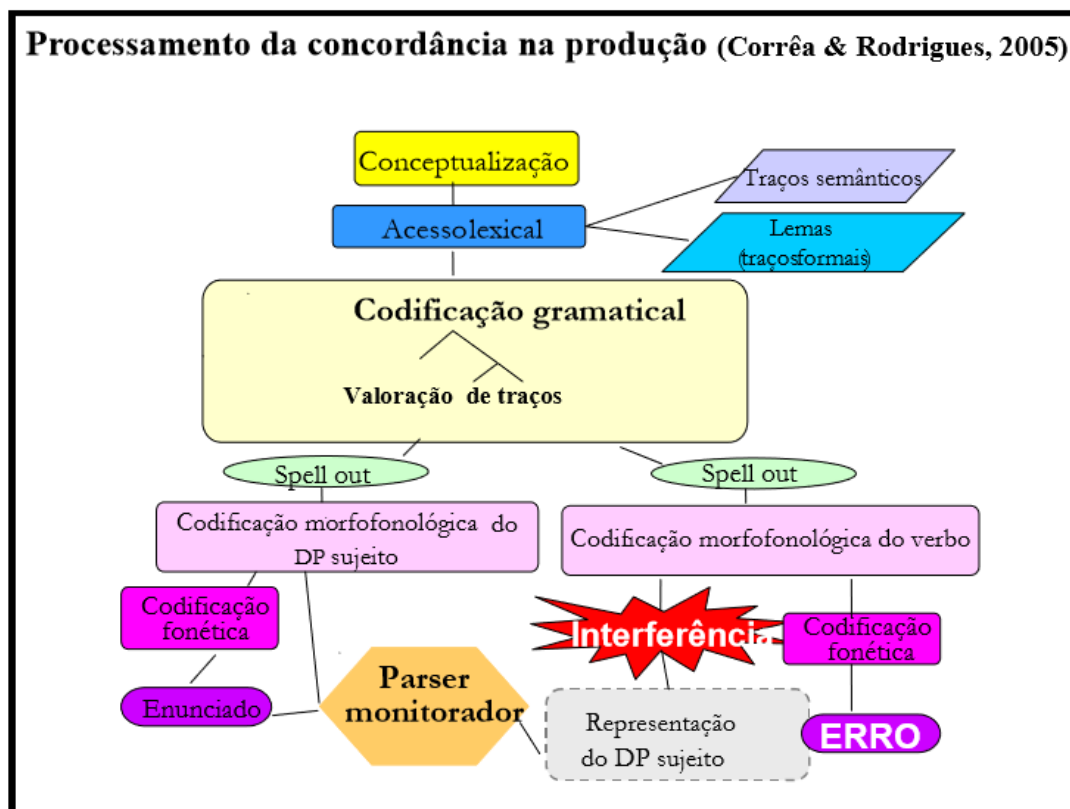 Processamento da concordância na produção (Corrêa & Rodrigues, 2005)
Conceptualização
Traços semânticos
Acessolexical
Lemas
(traçosformais)
Codificação gramatical
Valoração de traços
Spell out
Spell out
Codificação morfofonológica do
DP sujeito
Codificação morfofonológica do verbo
Codificação
fonética
Interferência
Codificação
fonética
Parser
monitorador
Enunciado
Representação
do DP sujeito
ERRO